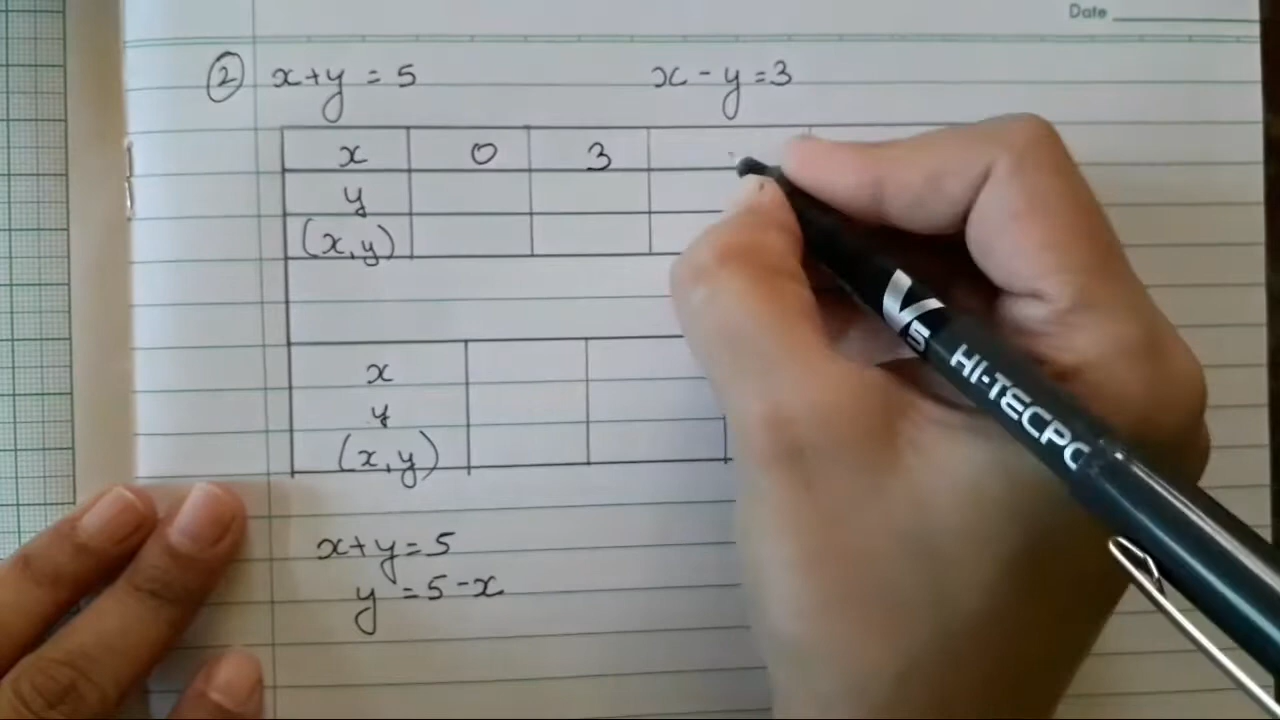 Date
② x+y=5 x-y=3
x 0 3
y
(x,y)
x
y
(x,y)
x+y=5
y=5-x
V5 HI-TECPO